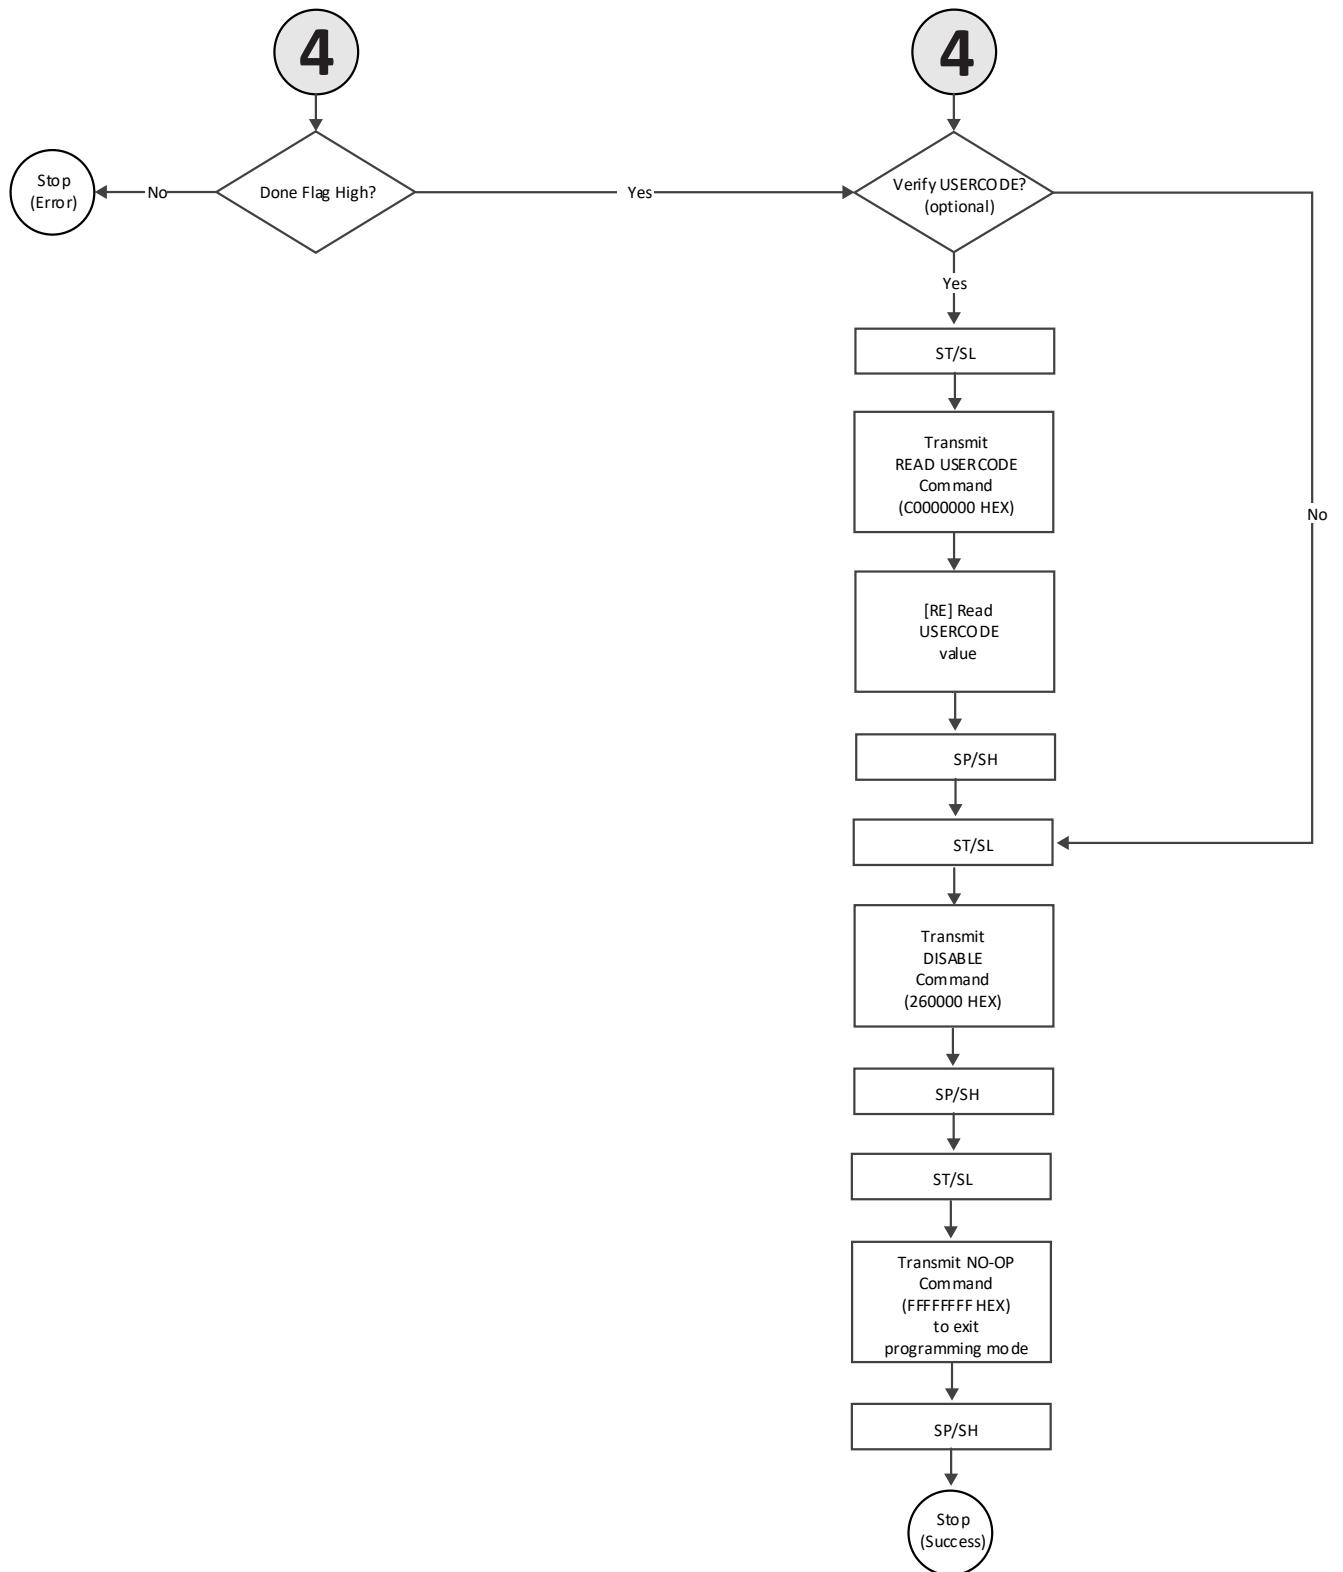 4
4
Stop
(Error)
No
Done Flag High?
Yes
Verify USERCODE?
(optional)
Yes
ST/SL
Transmit
READ USERCODE
Command
(C0000000 HEX)
No
[RE] Read
USERCODE
value
SP/SH
ST/SL
Transmit
DISABLE
Command
(260000 HEX)
SP/SH
ST/SL
Transmit NO-OP
Command
(FFFFFFFF HEX)
to exit
programming mode
SP/SH
Stop
(Success)